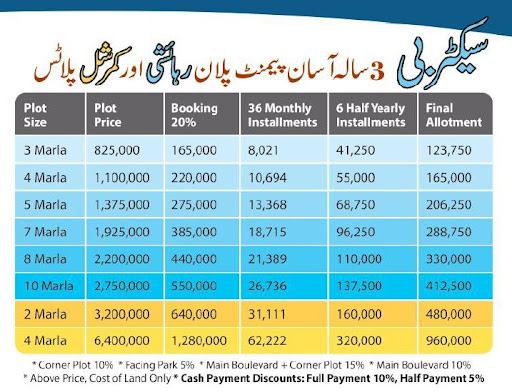 سیکٹر بی 3 سالہ آسان پیمنٹ پلان رہائشی اور کمرشل پلاٹس
Plot Size | Plot Price | Booking 20% | 36 Monthly Installments | 6 Half Yearly Installments | Final Allotment
3 Marla | 825,000 | 165,000 | 8,021 | 41,250 | 123,750
4 Marla | 1,100,000 | 220,000 | 10,694 | 55,000 | 165,000
5 Marla | 1,375,000 | 275,000 | 13,368 | 68,750 | 206,250
7 Marla | 1,925,000 | 385,000 | 18,715 | 96,250 | 288,750
8 Marla | 2,200,000 | 440,000 | 21,389 | 110,000 | 330,000
10 Marla | 2,750,000 | 550,000 | 26,736 | 137,500 | 412,500
2 Marla | 3,200,000 | 640,000 | 31,111 | 160,000 | 480,000
4 Marla | 6,400,000 | 1,280,000 | 62,222 | 320,000 | 960,000
* Corner Plot 10% * Facing Park 5% * Main Boulevard + Corner Plot 15% * Main Boulevard 10%
* Above Price, Cost of Land Only * Cash Payment Discounts: Full Payment 10%, Half Payment 5%